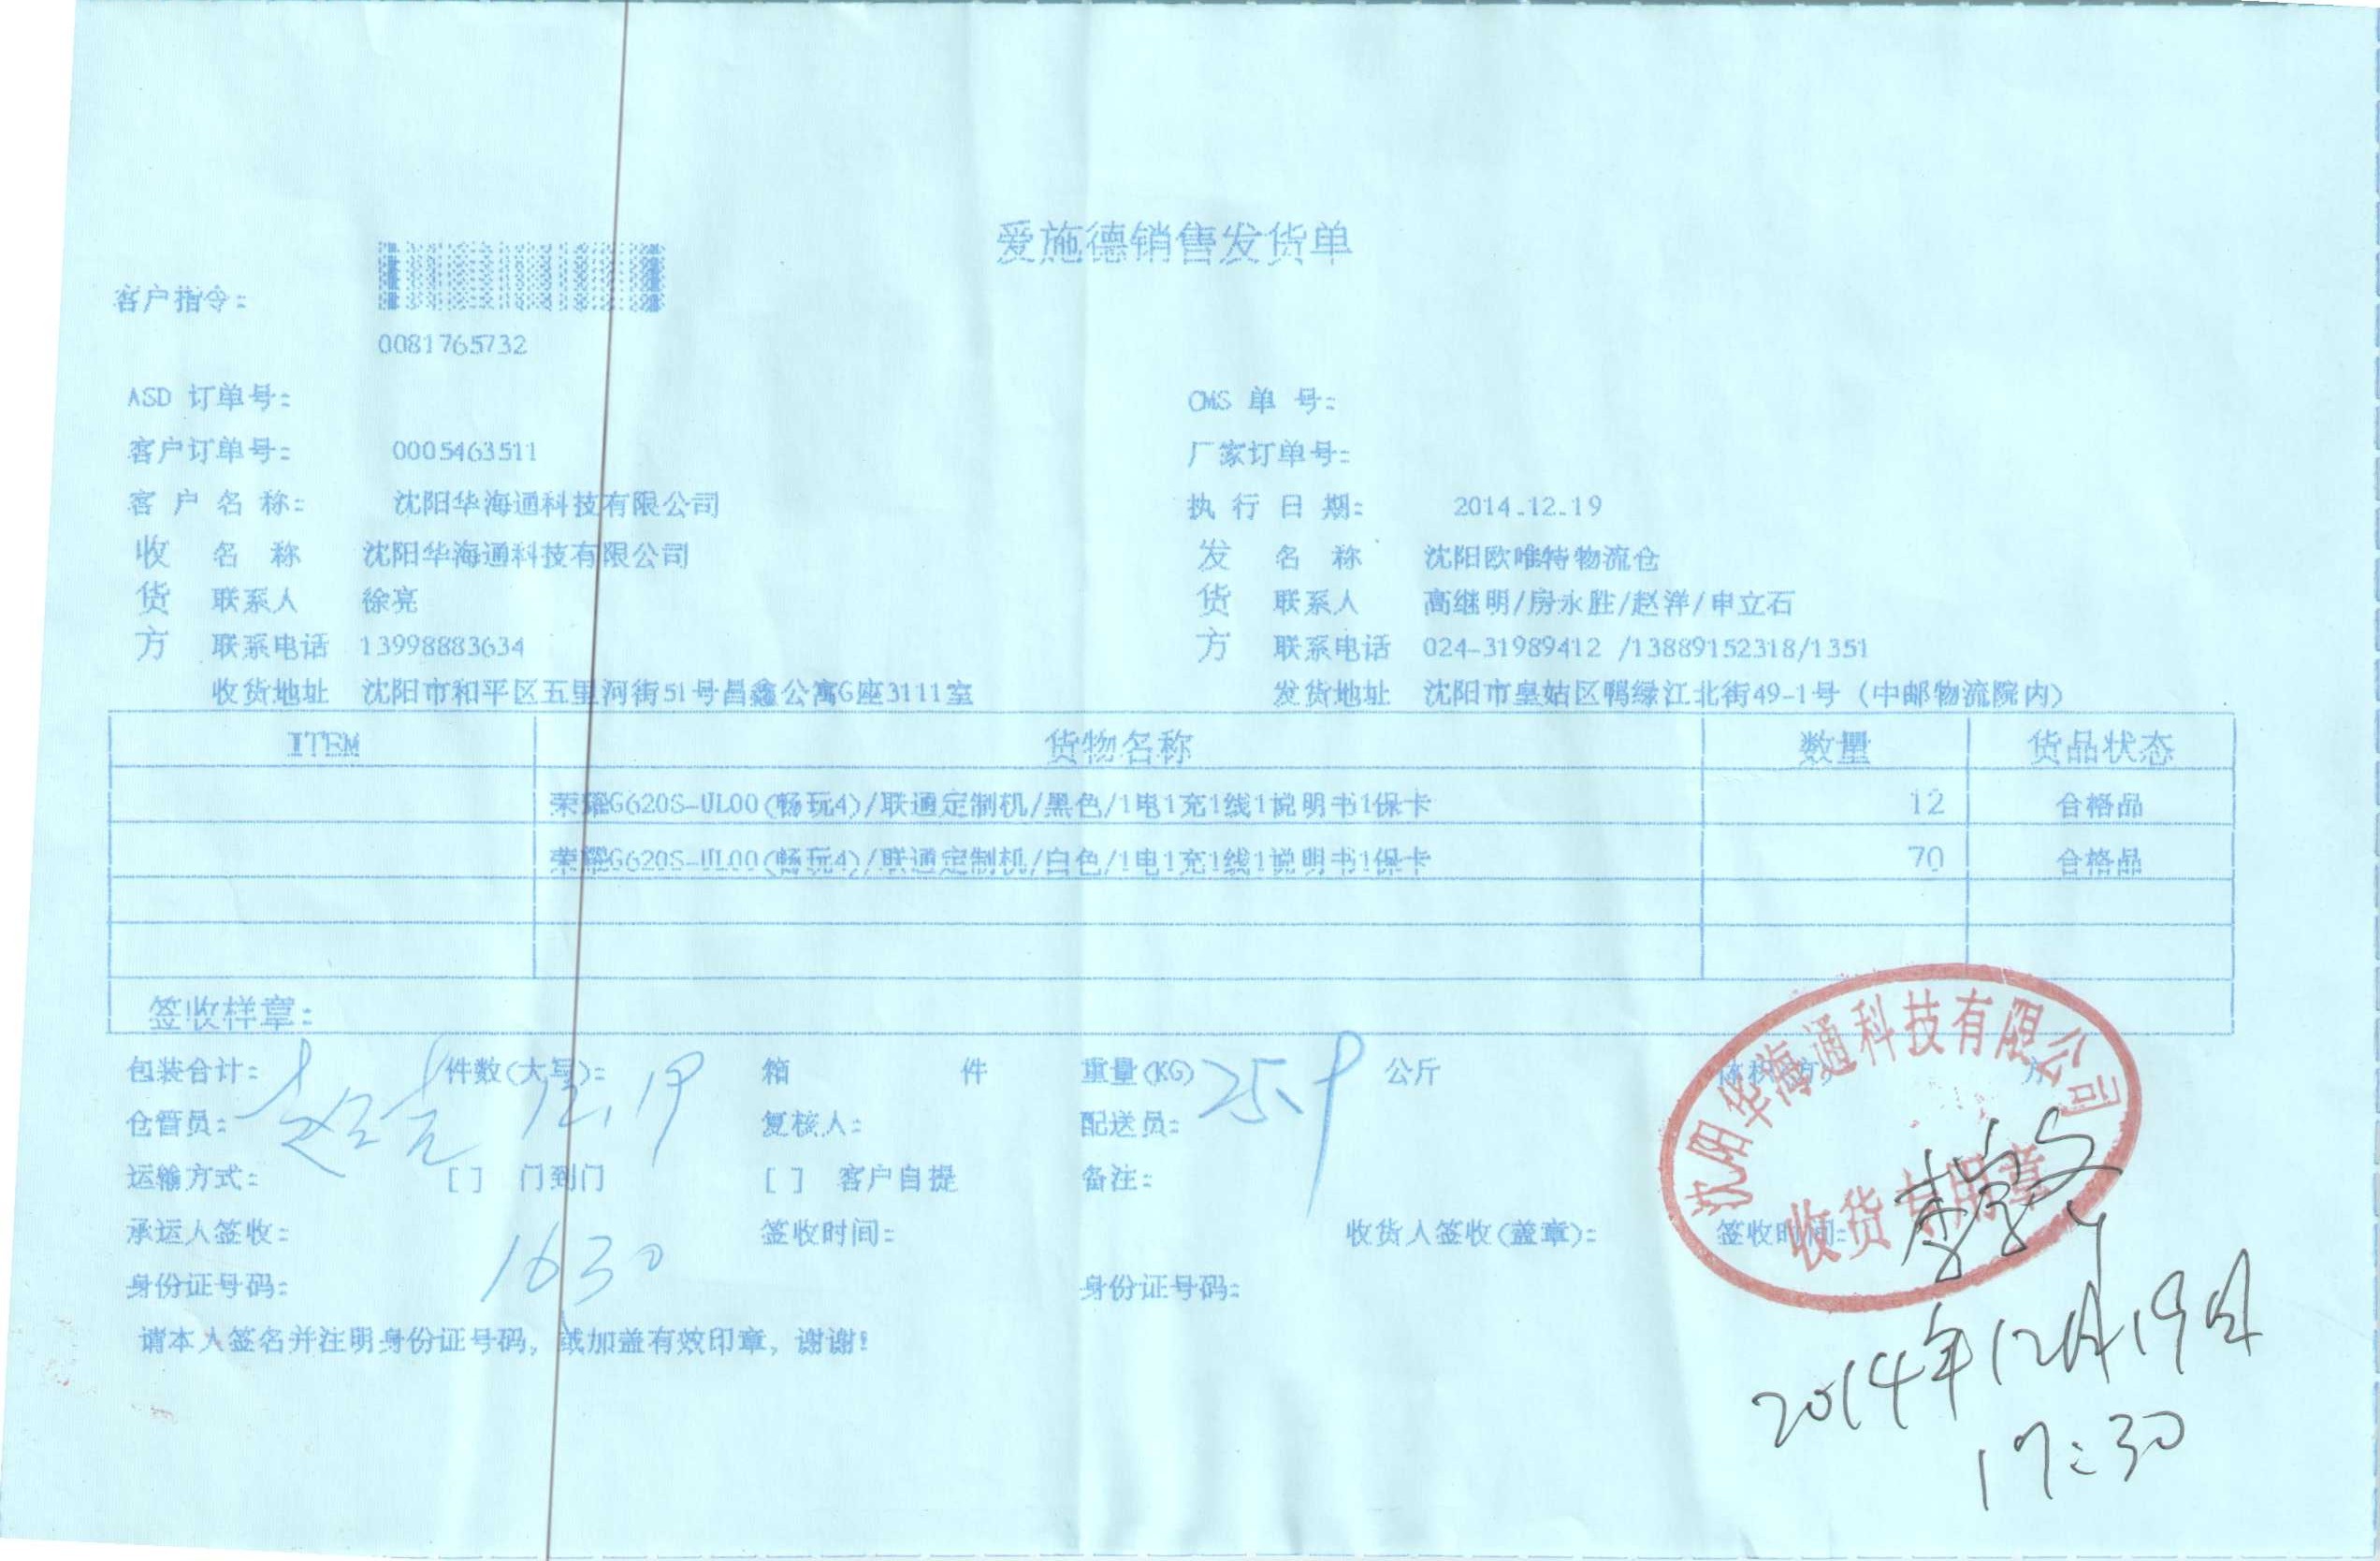 爱施德销售发货单
客户指令:
0081765732
ASD 订单号:
OMS 单 号:
客户订单号: 0005463511
厂家订单号:
客 户 名 称: 沈阳华海通科技有限公司
执 行 日 期: 2014.12.19
收 名 称 沈阳华海通科技有限公司
发 名 称 沈阳欧唯特物流仓
货 联系人 徐亮
货 联系人 高继明/房永胜/赵洋/申立石
方 联系电话 13998883634
方 联系电话 024-31989412 /13889152318/1351
收货地址 沈阳市和平区五里河街51号昌鑫公寓G座3111室
发货地址 沈阳市皇姑区鸭绿江北街49-1号 (中邮物流院内)
ITEM 货物名称 数量 货品状态
荣耀G620S-UL00(畅玩4)/联通定制机/黑色/1电1充1线1说明书1保卡 12 合格品
荣耀G620S-UL00(畅玩4)/联通定制机/白色/1电1充1线1说明书1保卡 70 合格品
签收样章:
包装合计: 件数(大写): 箱 件 重量(KG) 25.9 公斤
12.19
仓管员: 复核人: 配送员:
运输方式: [ ] 门到门 [ ] 客户自提 备注:
承运人签收: 签收时间: 收货人签收(盖章): 签收时间:
1630
身份证号码: 身份证号码:
请本人签名并注明身份证号码，或加盖有效印章，谢谢!
沈阳华海通科技有限公司
收货专用章
2014年12月19日
17:30